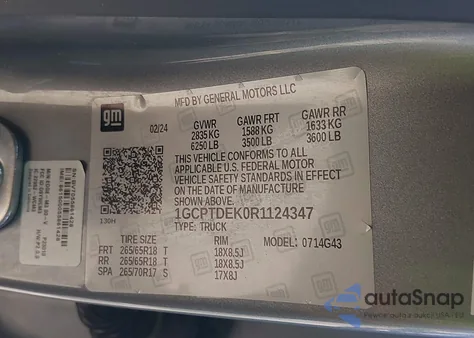 gm
MFD BY GENERAL MOTORS LLC
02/24
GVWR GAWR FRT GAWR RR
2835 KG 1588 KG 1633 KG
6250 LB 3500 LB 3600 LB
THIS VEHICLE CONFORMS TO ALL
APPLICABLE U.S. FEDERAL MOTOR
VEHICLE SAFETY STANDARDS IN EFFECT
ON THE DATE OF MANUFACTURE SHOWN ABOVE.
1GCPTDEK0R1124347
130H
TYPE: TRUCK 0714G43
TIRE SIZE RIM
FRT 265/65R18 T 18X8.5J
RR 265/65R18 T 18X8.5J
SPA 265/70R17 S 17X8J
autoSnap